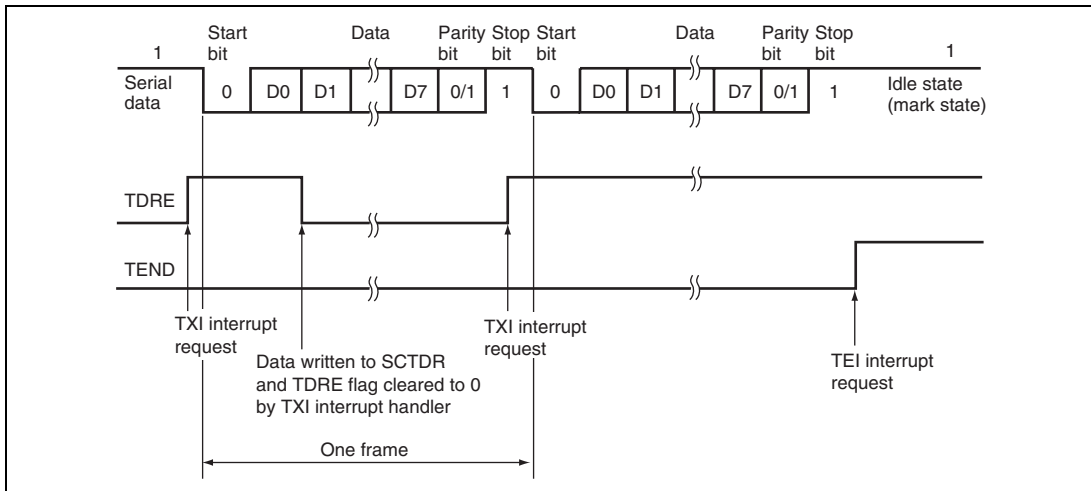 Start bit Data Parity bit Stop bit Start bit Data Parity bit Stop bit
1 1
Serial data 0 D0 D1 D7 0/1 1 0 D0 D1 D7 0/1 1 Idle state (mark state)
TDRE
TEND
TXI interrupt request
Data written to SCTDR
and TDRE flag cleared to 0
by TXI interrupt handler
TXI interrupt
request
TEI interrupt
request
One frame